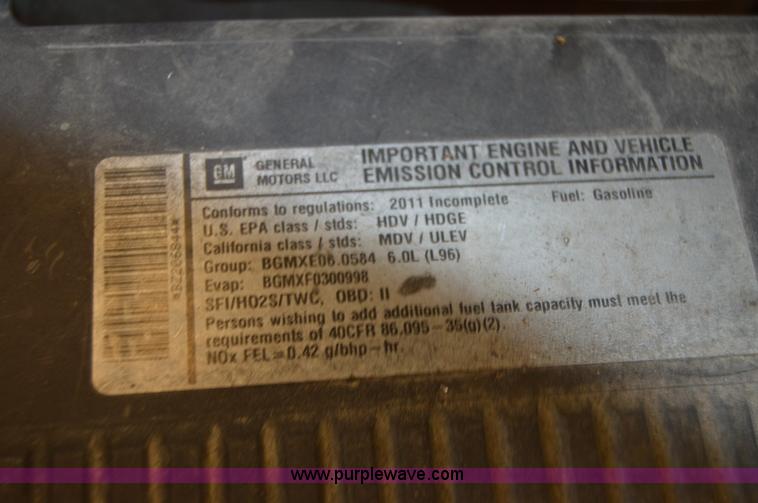 GM GENERAL MOTORS LLC
IMPORTANT ENGINE AND VEHICLE
EMISSION CONTROL INFORMATION
Conforms to regulations: 2011 Incomplete Fuel: Gasoline
U.S. EPA class / stds: HDV / HDGE
California class / stds: MDV / ULEV
Group: BGMXE06.0584 6.0L (L96)
Evap: BGMXF0300998
SFI/HO2S/TWC, OBD: II
Persons wishing to add additional fuel tank capacity must meet the
requirements of 40CFR 86.095-35(g)(2).
NOx FEL=0.42 g/bhp-hr.
*BZ2G6844*
www.purplewave.com